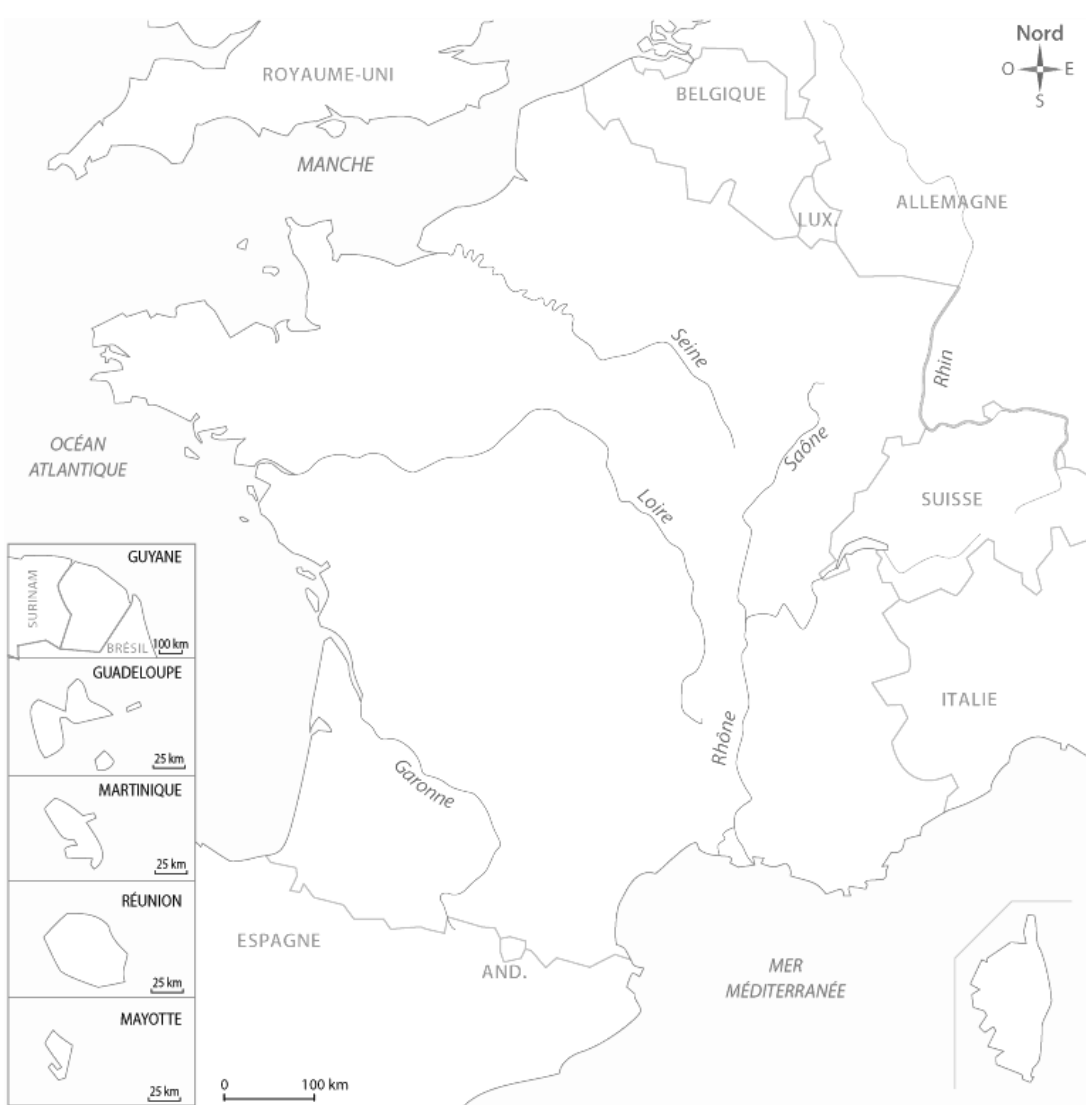 Nord
O
E
S
ROYAUME-UNI
BELGIQUE
MANCHE
ALLEMAGNE
LUX.
Seine
Rhin
OCÉAN
ATLANTIQUE
Saône
Loire
SUISSE
GUYANE
SURINAM
BRÉSIL
100 km
GUADELOUPE
25 km
ITALIE
Rhône
Garonne
MARTINIQUE
25 km
RÉUNION
25 km
ESPAGNE
AND.
MER
MÉDITERRANÉE
MAYOTTE
25 km
0
100 km